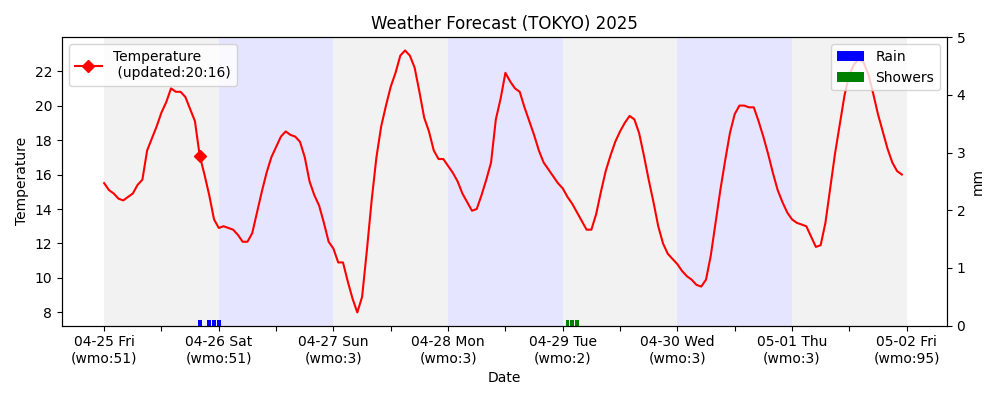 Weather Forecast (TOKYO) 2025
Temperature
(updated:20:16)
Rain
Showers
Temperature
22
20
18
16
14
12
10
8
5
4
3
2
1
0
mm
04-25 Fri 04-26 Sat 04-27 Sun 04-28 Mon 04-29 Tue 04-30 Wed 05-01 Thu 05-02 Fri
(wmo:51) (wmo:51) (wmo:3) (wmo:3) (wmo:2) (wmo:3) (wmo:3) (wmo:95)
Date